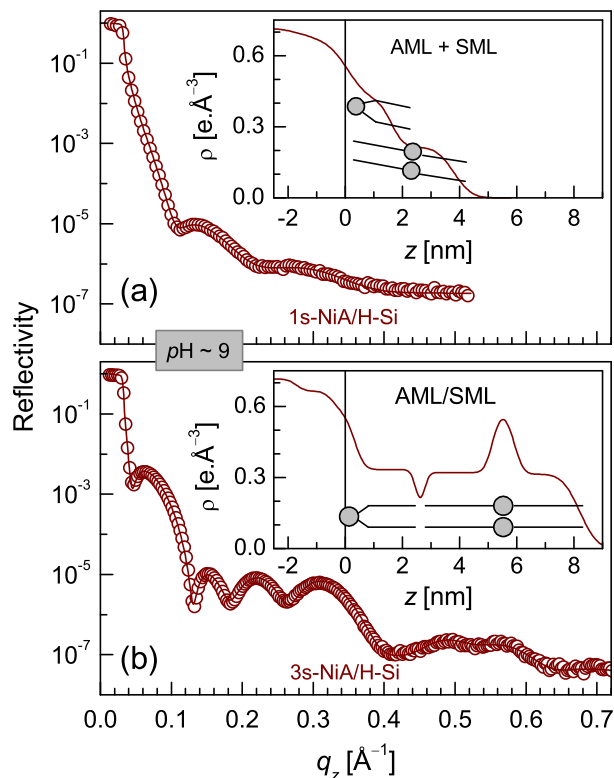 10⁻¹
10⁻³
10⁻⁵
10⁻⁷
0.6
0.3
0.0
ρ [e.Å⁻³]
AML + SML
-2 0 2 4 6 8
z [nm]
(a)
1s-NiA/H-Si
Reflectivity
pH ~ 9
10⁻¹
10⁻³
10⁻⁵
10⁻⁷
0.6
0.3
0.0
ρ [e.Å⁻³]
AML/SML
-2 0 2 4 6 8
z [nm]
(b)
3s-NiA/H-Si
0.0 0.1 0.2 0.3 0.4 0.5 0.6 0.7
q_z [Å⁻¹]